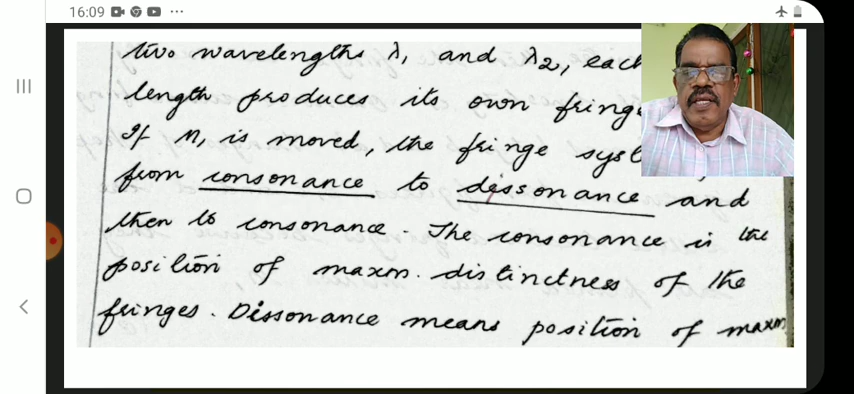 16:09
two wavelengths λ1 and λ2, each
length produces its own fringe
If M, is moved, the fringe syst
from consonance to dissonance and
then to consonance. The consonance is the
position of maxm. distinctness of the
fringes. Dissonance means position of maxm